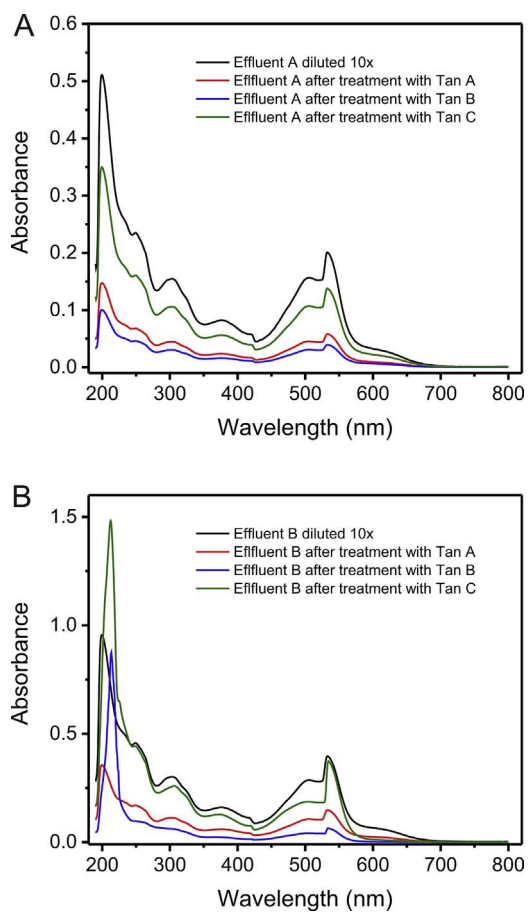 A
0.6
Effluent A diluted 10x
Effluent A after treatment with Tan A
Effluent A after treatment with Tan B
Eflfluent A after treatment with Tan C
0.5
0.4
0.3
0.2
0.1
0.0
Absorbance
200 300 400 500 600 700 800
Wavelength (nm)
B
1.5
Effluent B diluted 10x
Eflfluent B after treatment with Tan A
Eflfluent B after treatment with Tan B
Eflfluent B after treatment with Tan C
1.0
0.5
0.0
Absorbance
200 300 400 500 600 700 800
Wavelength (nm)